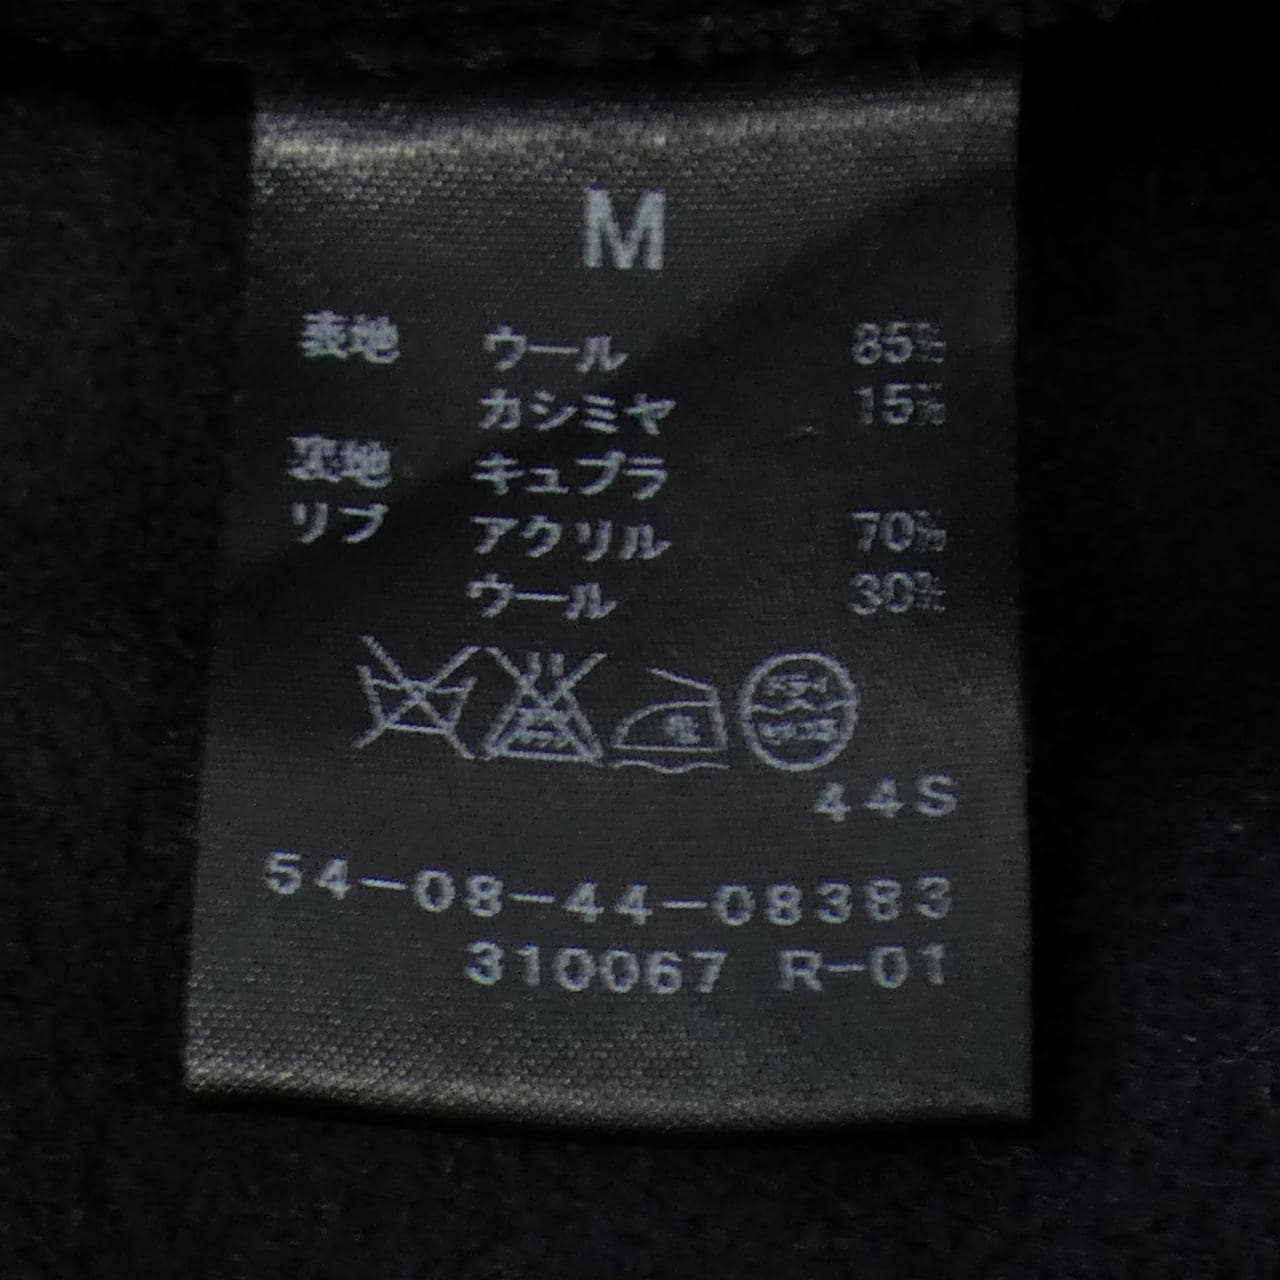 M
表地 ウール 85%
カシミヤ 15%
裏地 キュプラ
リブ アクリル 70%
ウール 30%
44S
54-08-44-08383
310067 R-01